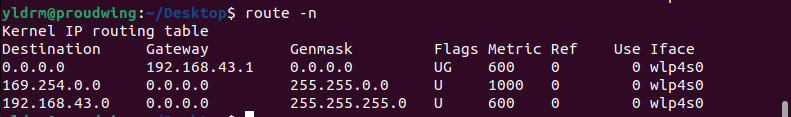 yldrm@proudwing:~/Desktop$ route -n
Kernel IP routing table
Destination     Gateway         Genmask         Flags Metric Ref    Use Iface
0.0.0.0         192.168.43.1    0.0.0.0         UG    600    0        0 wlp4s0
169.254.0.0     0.0.0.0         255.255.0.0     U     1000   0        0 wlp4s0
192.168.43.0    0.0.0.0         255.255.255.0   U     600    0        0 wlp4s0
yldrm@proudwing:~/Desktop$